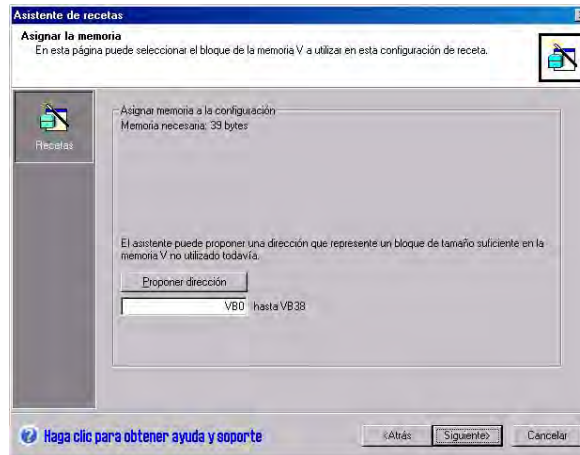 Asistente de recetas
Asignar la memoria
En esta página puede seleccionar el bloque de la memoria V a utilizar en esta configuración de receta.
Recetas
Asignar memoria a la configuración
Memoria necesaria: 39 bytes
El asistente puede proponer una dirección que represente un bloque de tamaño suficiente en la
memoria V no utilizado todavía.
Proponer dirección
VB0 hasta VB38
Haga clic para obtener ayuda y soporte
<Atrás Siguiente> Cancelar